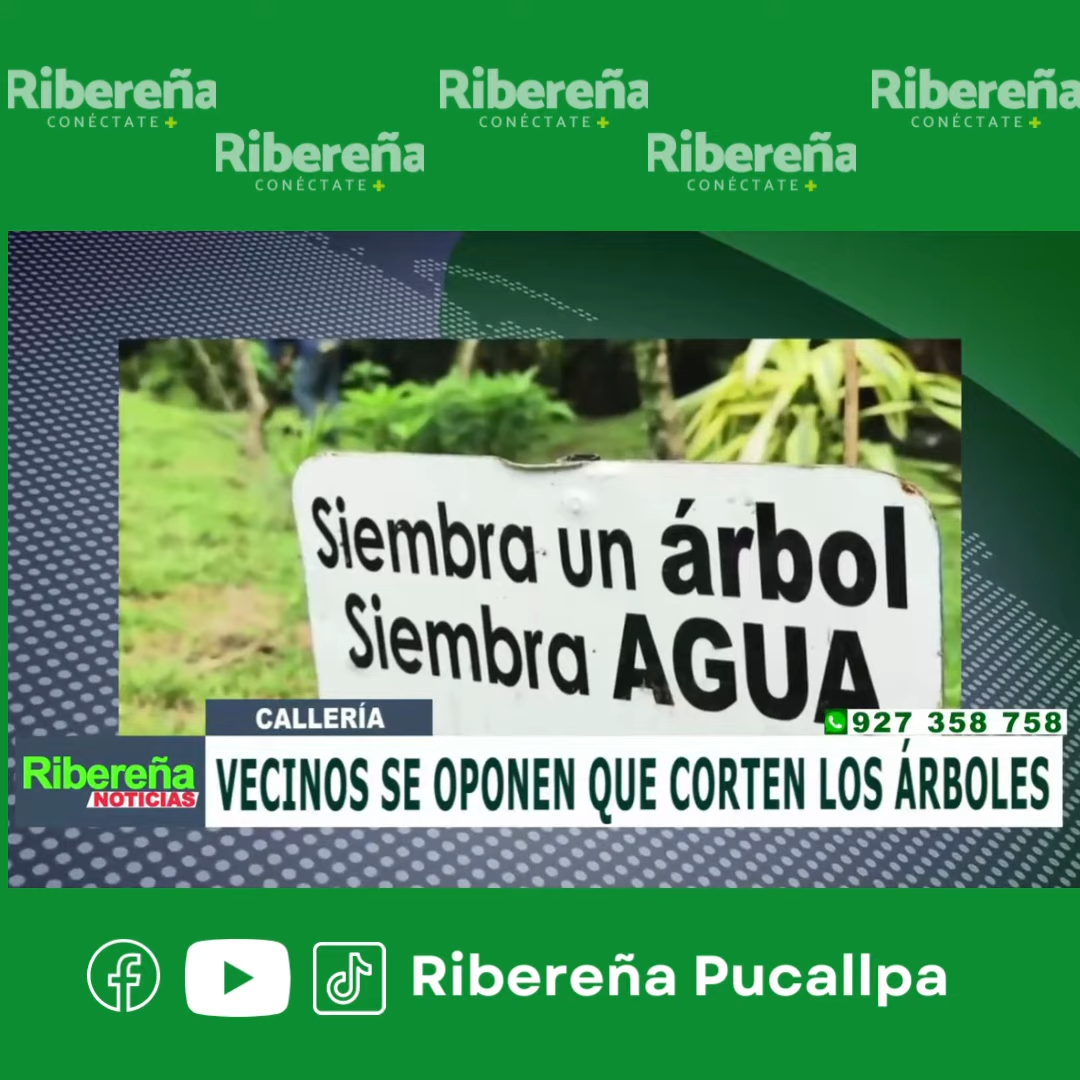 Ribereña
CONÉCTATE +
Ribereña
CONÉCTATE +
Ribereña
CONÉCTATE +
Ribereña
CONÉCTATE +
Ribereña
CONÉCTATE +
Siembra un árbol
Siembra AGUA
CALLERÍA
927 358 758
Ribereña
NOTICIAS
VECINOS SE OPONEN QUE CORTEN LOS ÁRBOLES
Ribereña Pucallpa